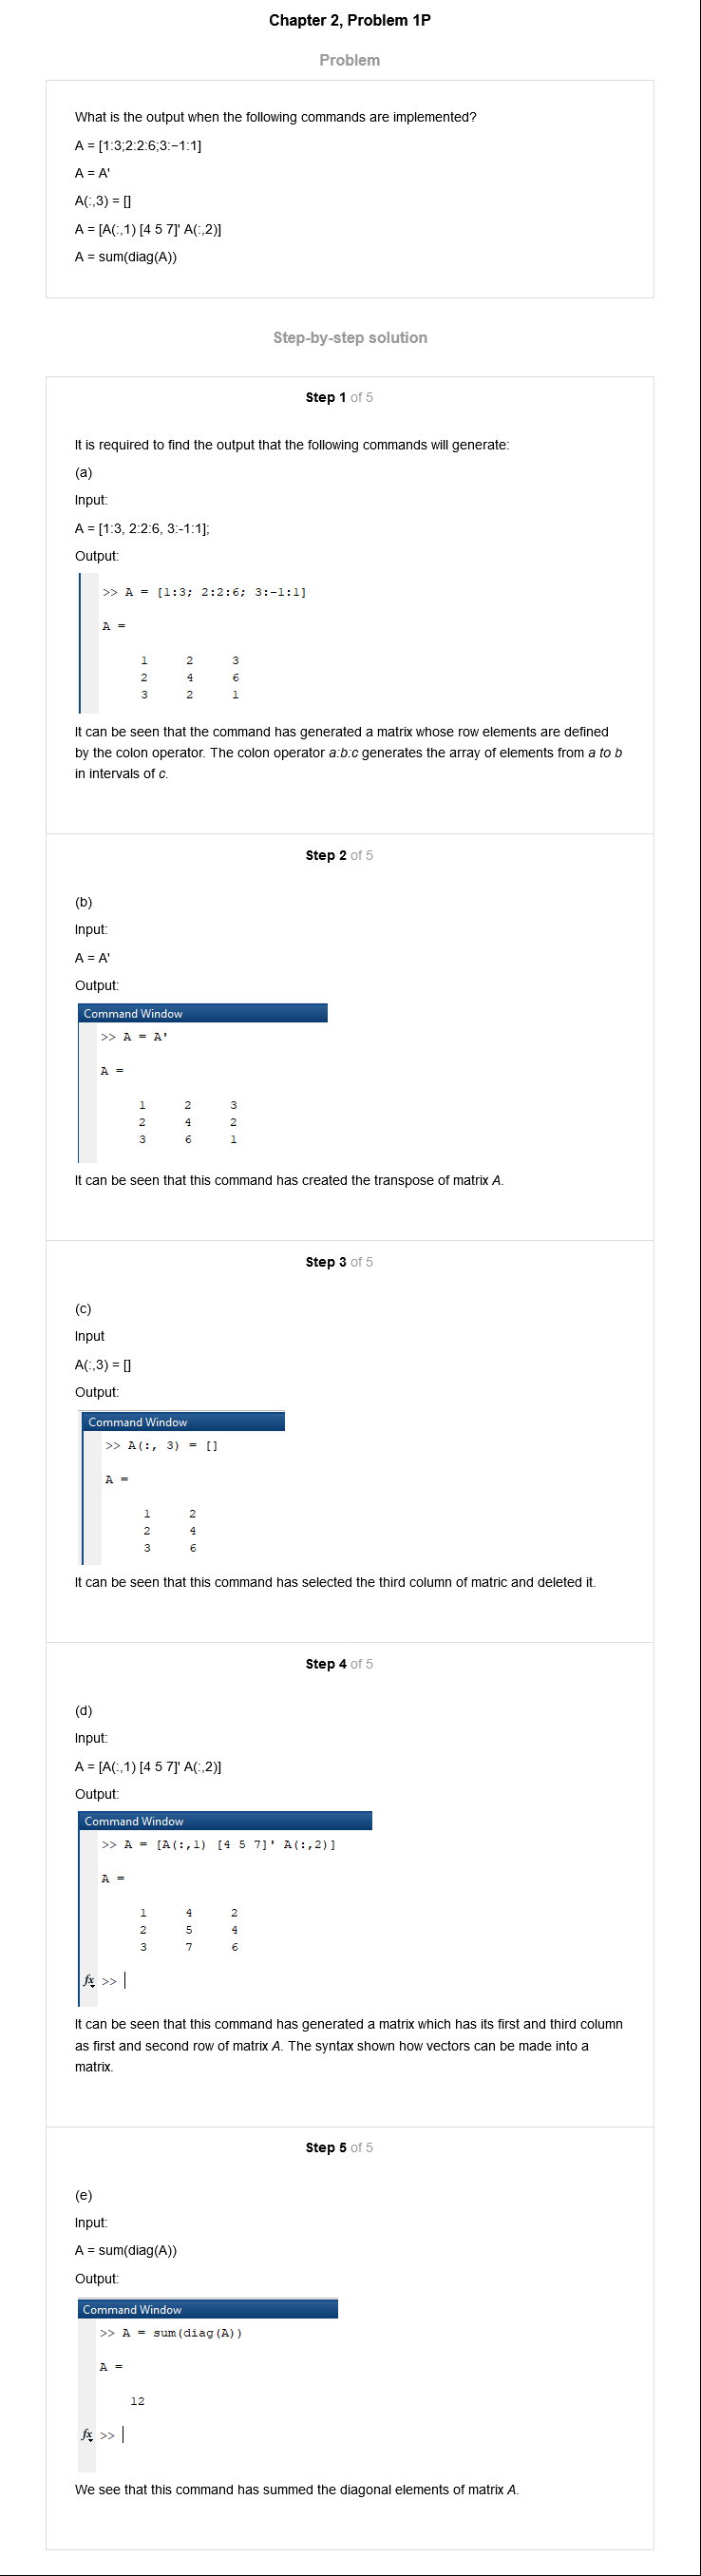 Chapter 2, Problem 1P
Problem
What is the output when the following commands are implemented?
A = [1:3;2:2:6;3:−1:1]
A = A'
A(:,3) = []
A = [A(:,1) [4 5 7]' A(:,2)]
A = sum(diag(A))
Step-by-step solution
Step 1 of 5
It is required to find the output that the following commands will generate:
(a)
Input:
A = [1:3, 2:2:6, 3:-1:1];
Output:
>> A = [1:3; 2:2:6; 3:-1:1]
A =
1 2 3
2 4 6
3 2 1
It can be seen that the command has generated a matrix whose row elements are defined
by the colon operator. The colon operator a:b:c generates the array of elements from a to b
in intervals of c.
Step 2 of 5
(b)
Input:
A = A'
Output:
Command Window
>> A = A'
A =
1 2 3
2 4 2
3 6 1
It can be seen that this command has created the transpose of matrix A.
Step 3 of 5
(c)
Input
A(:,3) = []
Output:
Command Window
>> A(:, 3) = []
A =
1 2
2 4
3 6
It can be seen that this command has selected the third column of matric and deleted it.
Step 4 of 5
(d)
Input:
A = [A(:,1) [4 5 7]' A(:,2)]
Output:
Command Window
>> A = [A(:,1) [4 5 7]' A(:,2)]
A =
1 4 2
2 5 4
3 7 6
fx >>
It can be seen that this command has generated a matrix which has its first and third column
as first and second row of matrix A. The syntax shown how vectors can be made into a
matrix.
Step 5 of 5
(e)
Input:
A = sum(diag(A))
Output:
Command Window
>> A = sum(diag(A))
A =
12
fx >>
We see that this command has summed the diagonal elements of matrix A.